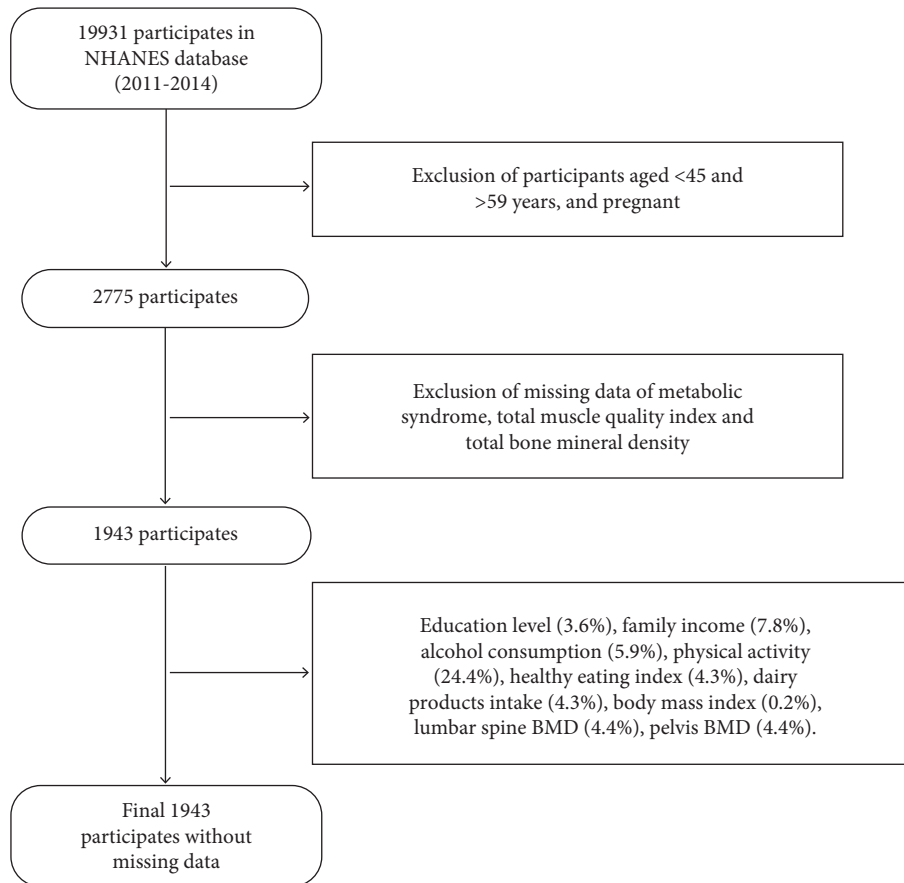 19931 participates in
NHANES database
(2011-2014)
Exclusion of participants aged <45 and
>59 years, and pregnant
2775 participates
Exclusion of missing data of metabolic
syndrome, total muscle quality index and
total bone mineral density
1943 participates
Education level (3.6%), family income (7.8%),
alcohol consumption (5.9%), physical activity
(24.4%), healthy eating index (4.3%), dairy
products intake (4.3%), body mass index (0.2%),
lumbar spine BMD (4.4%), pelvis BMD (4.4%).
Final 1943
participates without
missing data